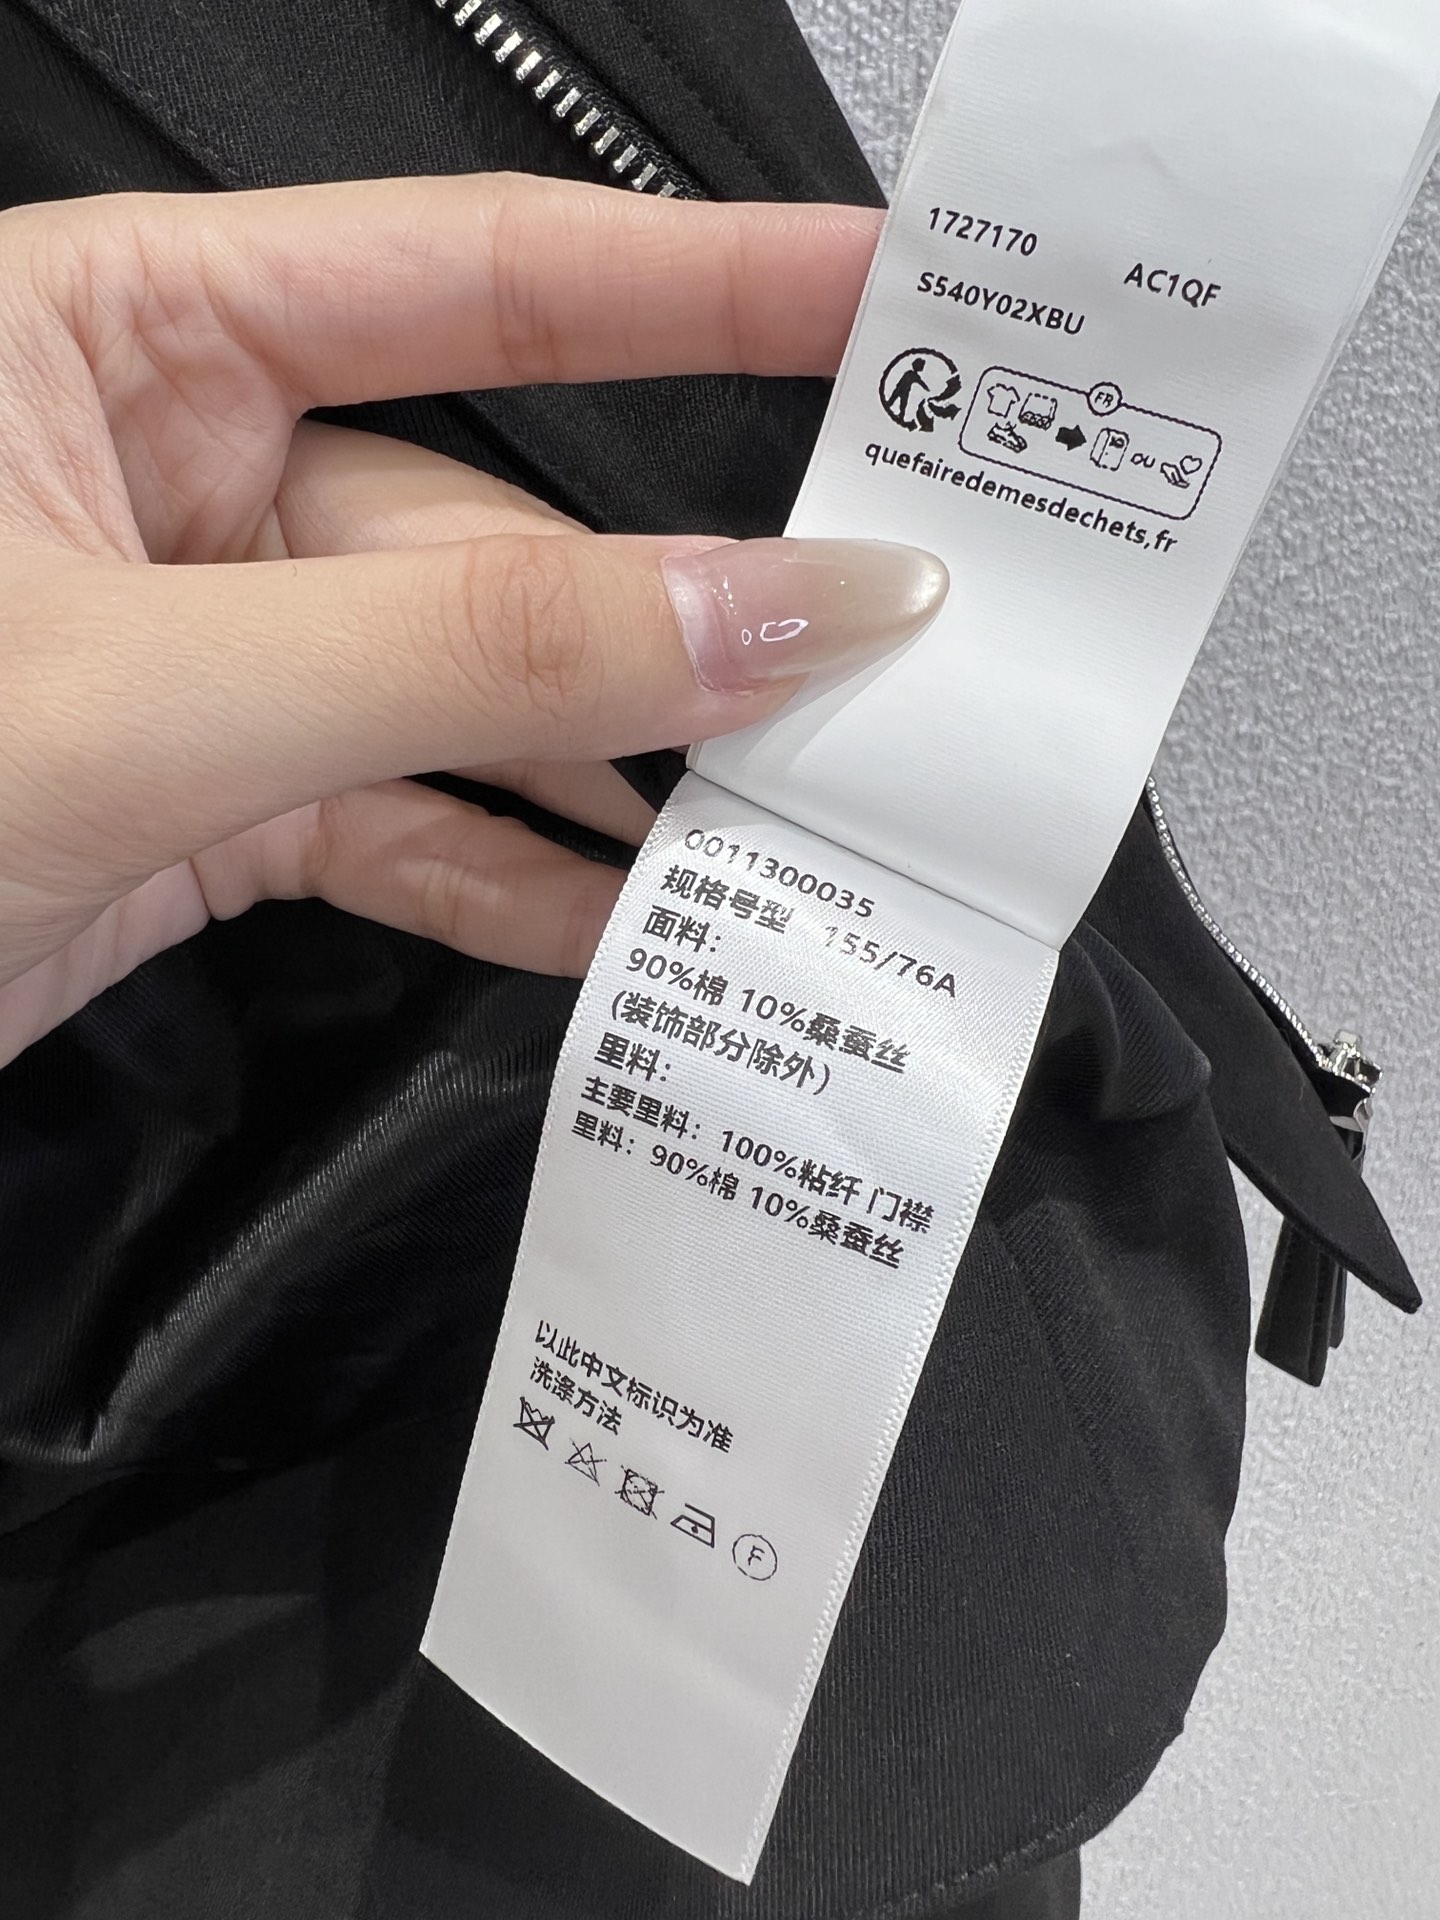 1727170
AC1QF
S540Y02XBU
FR
OU
quefairedemesdechets,fr
0011300035
规格号型 155/76A
面料：
90%棉 10%桑蚕丝
(装饰部分除外)
里料：
主要里料：100%粘纤 门襟
里料：90%棉 10%桑蚕丝
以此中文标识为准
洗涤方法
F